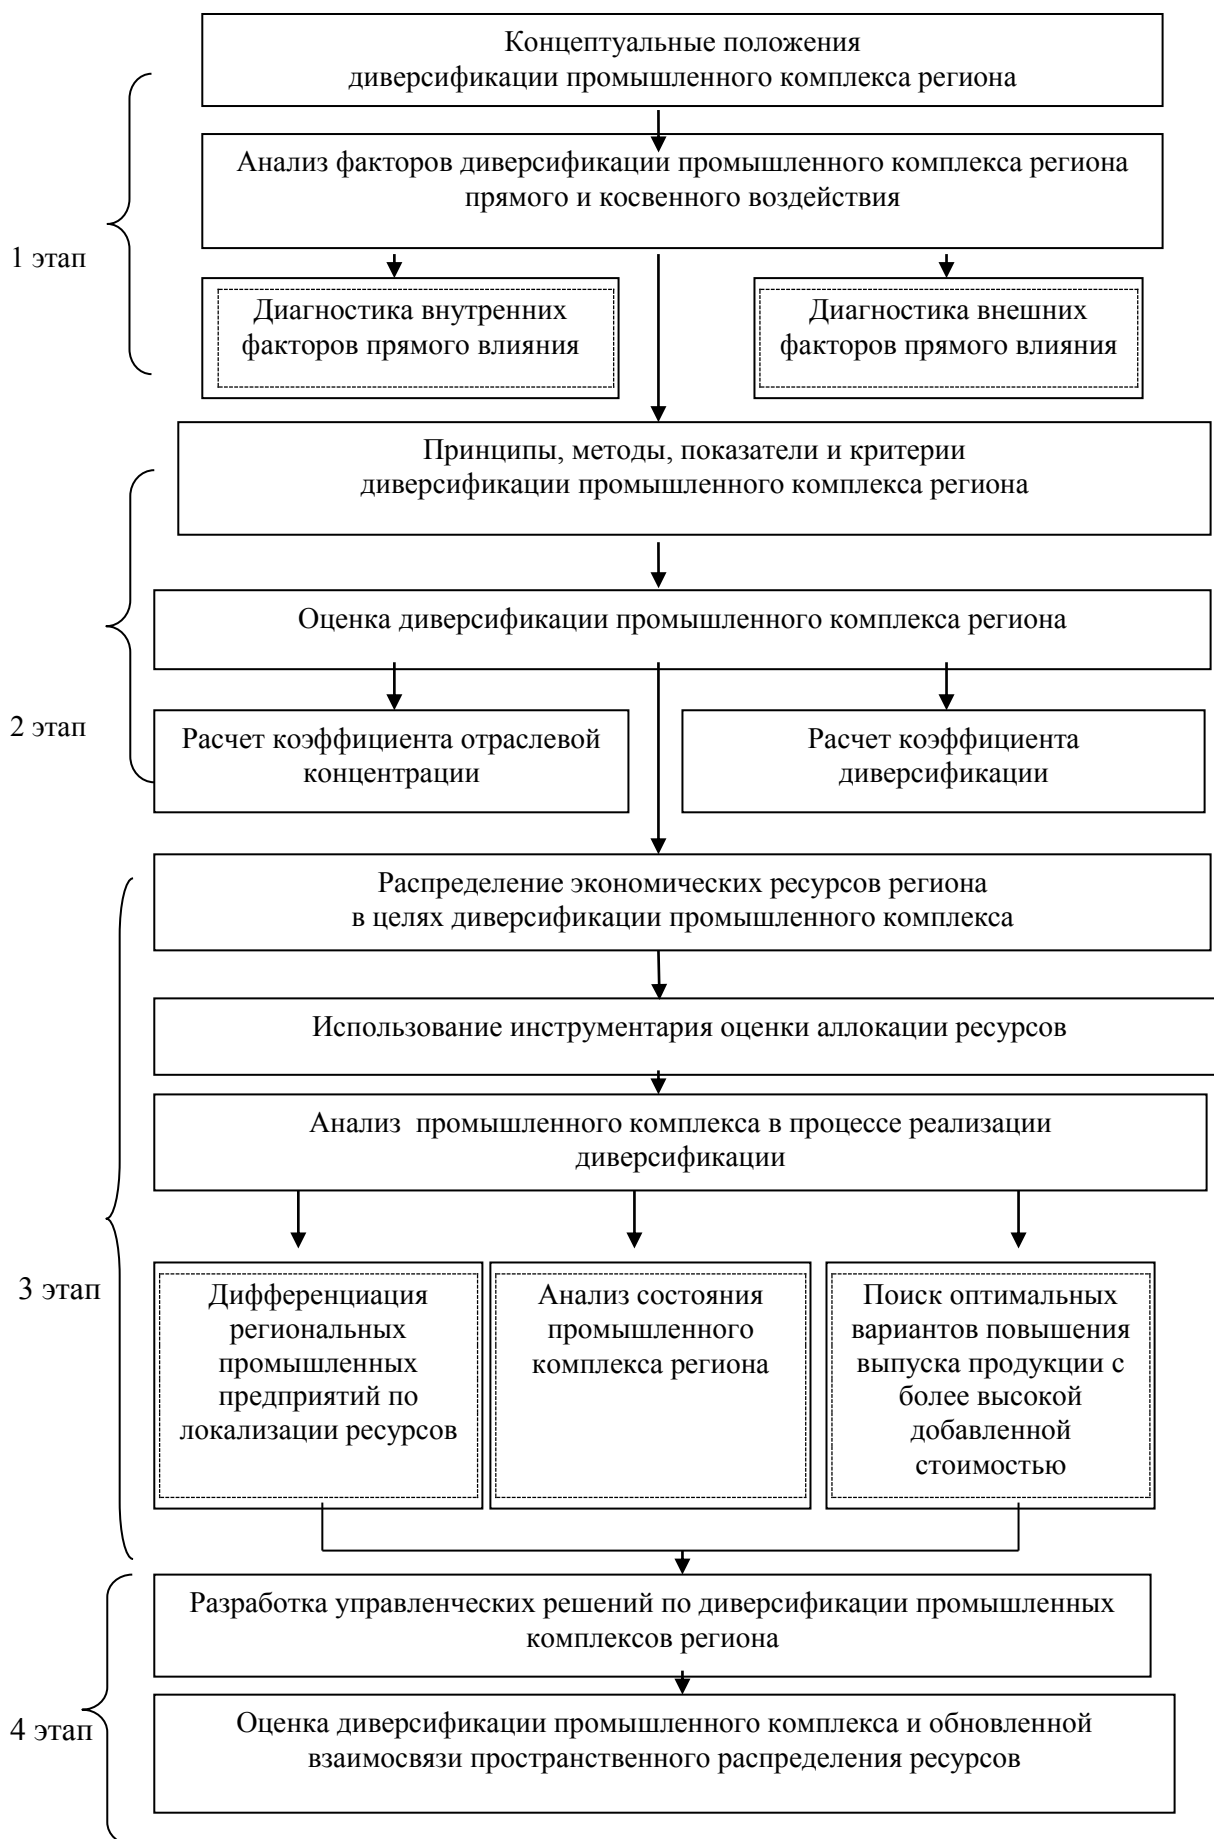 Концептуальные положения
диверсификации промышленного комплекса региона
Анализ факторов диверсификации промышленного комплекса региона
прямого и косвенного воздействия
1 этап
Диагностика внутренних
факторов прямого влияния
Диагностика внешних
факторов прямого влияния
Принципы, методы, показатели и критерии
диверсификации промышленного комплекса региона
Оценка диверсификации промышленного комплекса региона
2 этап
Расчет коэффициента отраслевой
концентрации
Расчет коэффициента
диверсификации
Распределение экономических ресурсов региона
в целях диверсификации промышленного комплекса
Использование инструментария оценки аллокации ресурсов
Анализ промышленного комплекса в процессе реализации
диверсификации
3 этап
Дифференциация
региональных
промышленных
предприятий по
локализации ресурсов
Анализ состояния
промышленного
комплекса региона
Поиск оптимальных
вариантов повышения
выпуска продукции с
более высокой
добавленной
стоимостью
Разработка управленческих решений по диверсификации промышленных
комплексов региона
4 этап
Оценка диверсификации промышленного комплекса и обновленной
взаимосвязи пространственного распределения ресурсов